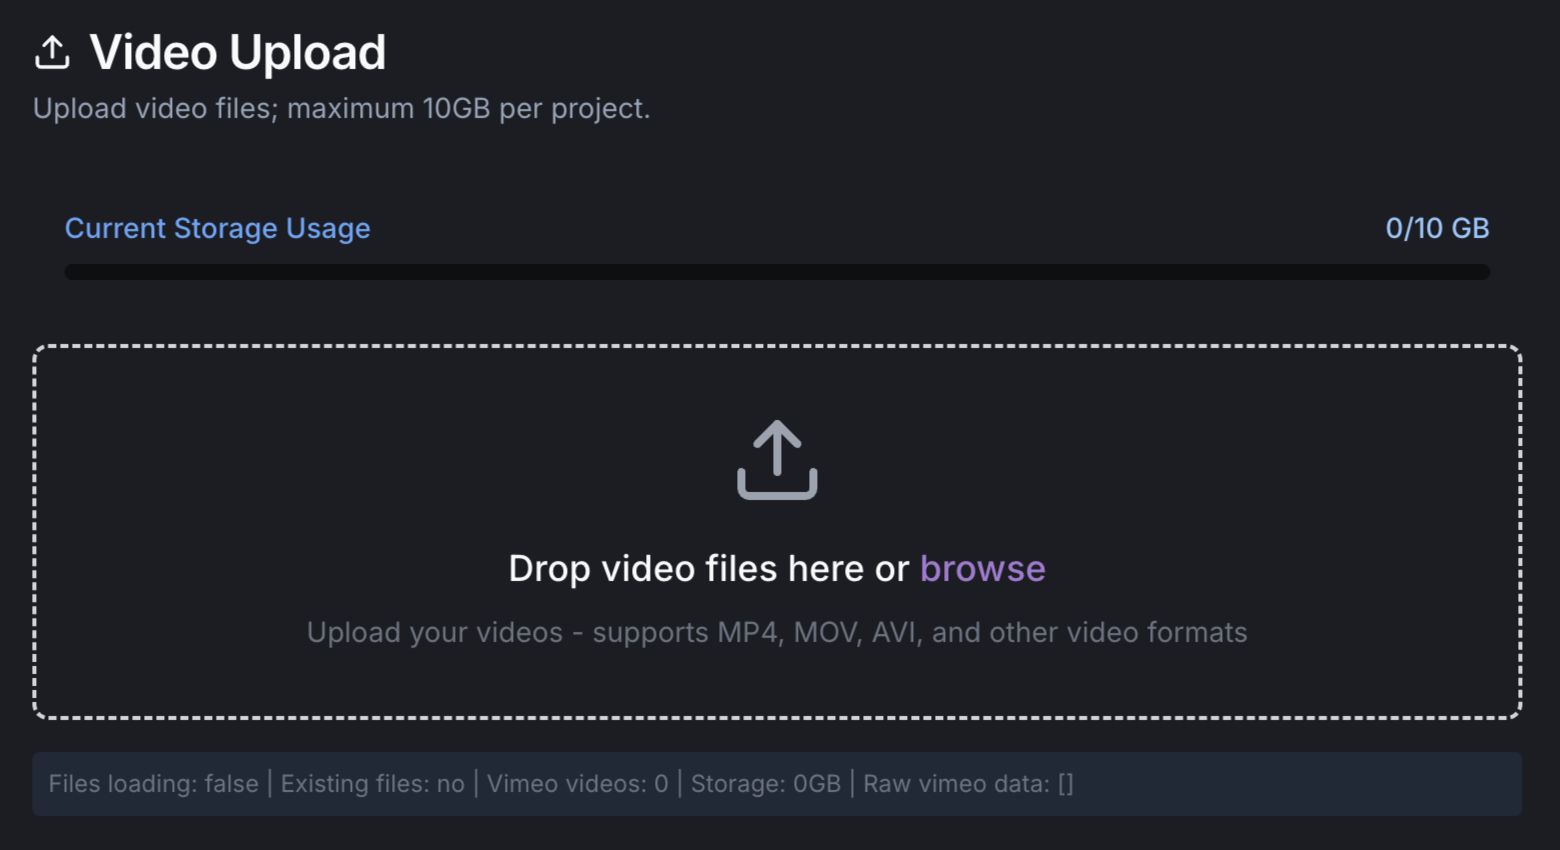 Video Upload
Upload video files; maximum 10GB per project.
Current Storage Usage
0/10 GB
Drop video files here or browse
Upload your videos - supports MP4, MOV, AVI, and other video formats
Files loading: false | Existing files: no | Vimeo videos: 0 | Storage: 0GB | Raw vimeo data: []